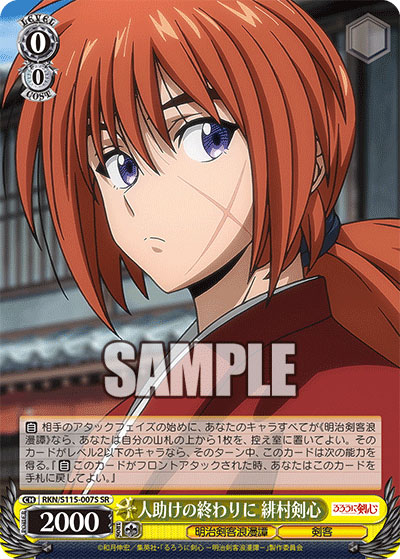 LEVEL
0
0
COST
SAMPLE
自 相手のアタックフェイズの始めに、あなたのキャラすべてが《明治剣客浪漫
譚》なら、あなたは自分の山札の上から1枚を、控え室に置いてよい。その
カードがレベル2以下のキャラなら、そのターン中、このカードは次の能力を
得る。『自 このカードがフロントアタックされた時、あなたはこのカードを
手札に戻す。』
CH RKN/S115-007S SR
2000
人助けの終わりに 緋村剣心
るろうに剣心
明治剣客浪漫譚 剣客
©和月伸宏／集英社・「るろうに剣心 －明治剣客浪漫譚－」製作委員会